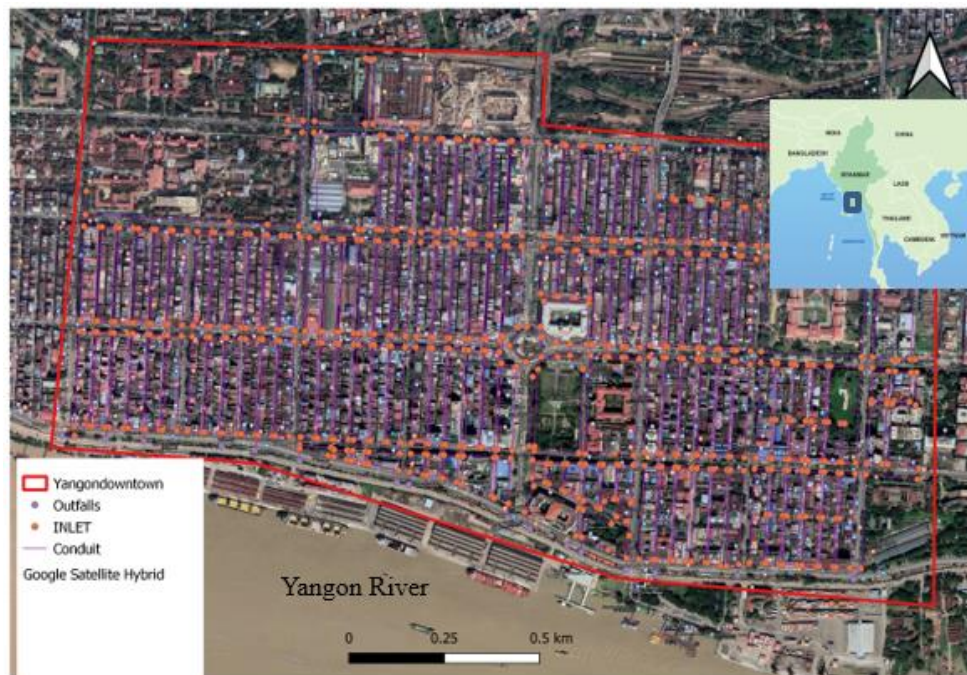 INDIA
CHINA
BANGLADESH
MYANMAR
LAOS
THAILAND
CAMBODIA
VIETNAM
Yangondowntown
Outfalls
INLET
Conduit
Google Satellite Hybrid
Yangon River
0 0.25 0.5 km